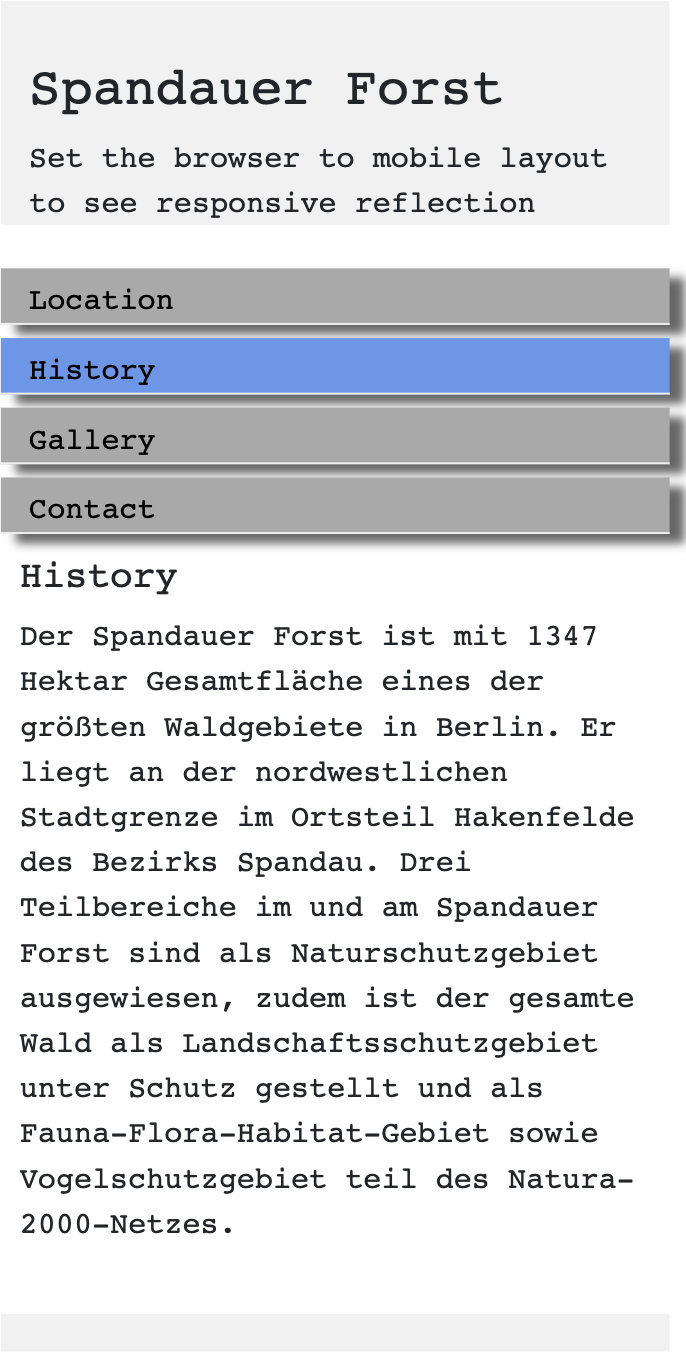 Spandauer Forst
Set the browser to mobile layout
to see responsive reflection
Location
History
Gallery
Contact
History
Der Spandauer Forst ist mit 1347
Hektar Gesamtfläche eines der
größten Waldgebiete in Berlin. Er
liegt an der nordwestlichen
Stadtgrenze im Ortsteil Hakenfelde
des Bezirks Spandau. Drei
Teilbereiche im und am Spandauer
Forst sind als Naturschutzgebiet
ausgewiesen, zudem ist der gesamte
Wald als Landschaftsschutzgebiet
unter Schutz gestellt und als
Fauna-Flora-Habitat-Gebiet sowie
Vogelschutzgebiet teil des Natura-
2000-Netzes.